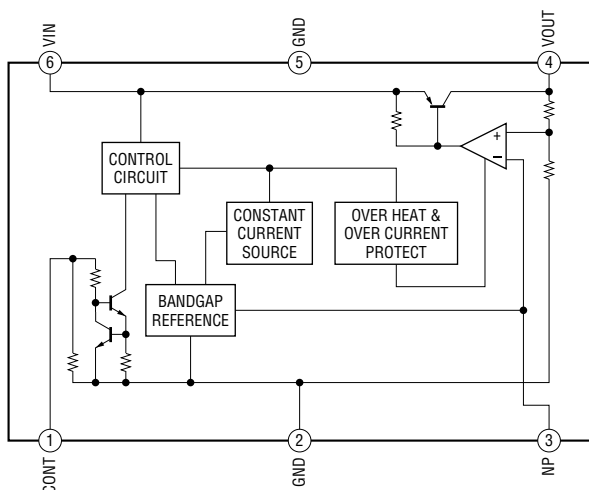 VIN
GND
VOUT
6
5
4
+
−
CONTROL
CIRCUIT
CONSTANT
CURRENT
SOURCE
OVER HEAT &
OVER CURRENT
PROTECT
BANDGAP
REFERENCE
1
2
3
CONT
GND
NP